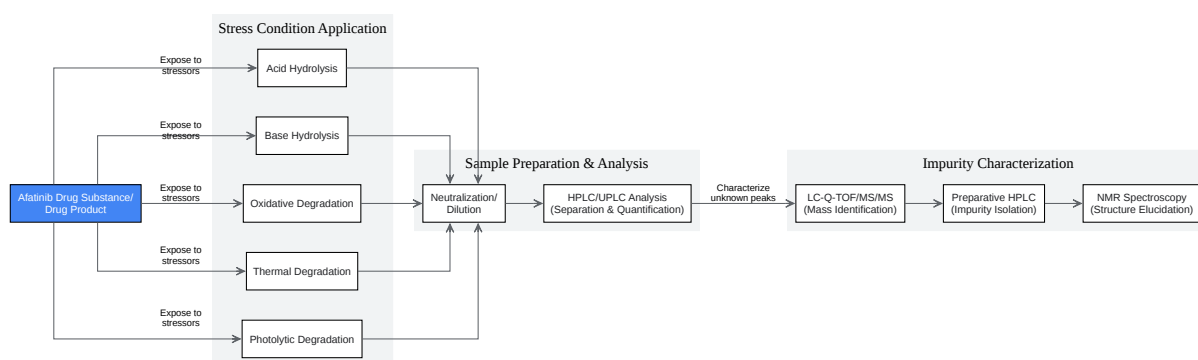 Stress Condition Application
Expose to
stressors
Acid Hydrolysis
Expose to
stressors
Base Hydrolysis
Sample Preparation & Analysis
Impurity Characterization
Afatinib Drug Substance/
Drug Product
Expose to
stressors
Oxidative Degradation
Neutralization/
Dilution
HPLC/UPLC Analysis
(Separation & Quantification)
Characterize
unknown peaks
LC-Q-TOF/MS/MS
(Mass Identification)
Preparative HPLC
(Impurity Isolation)
NMR Spectroscopy
(Structure Elucidation)
Expose to
stressors
Thermal Degradation
Expose to
stressors
Photolytic Degradation